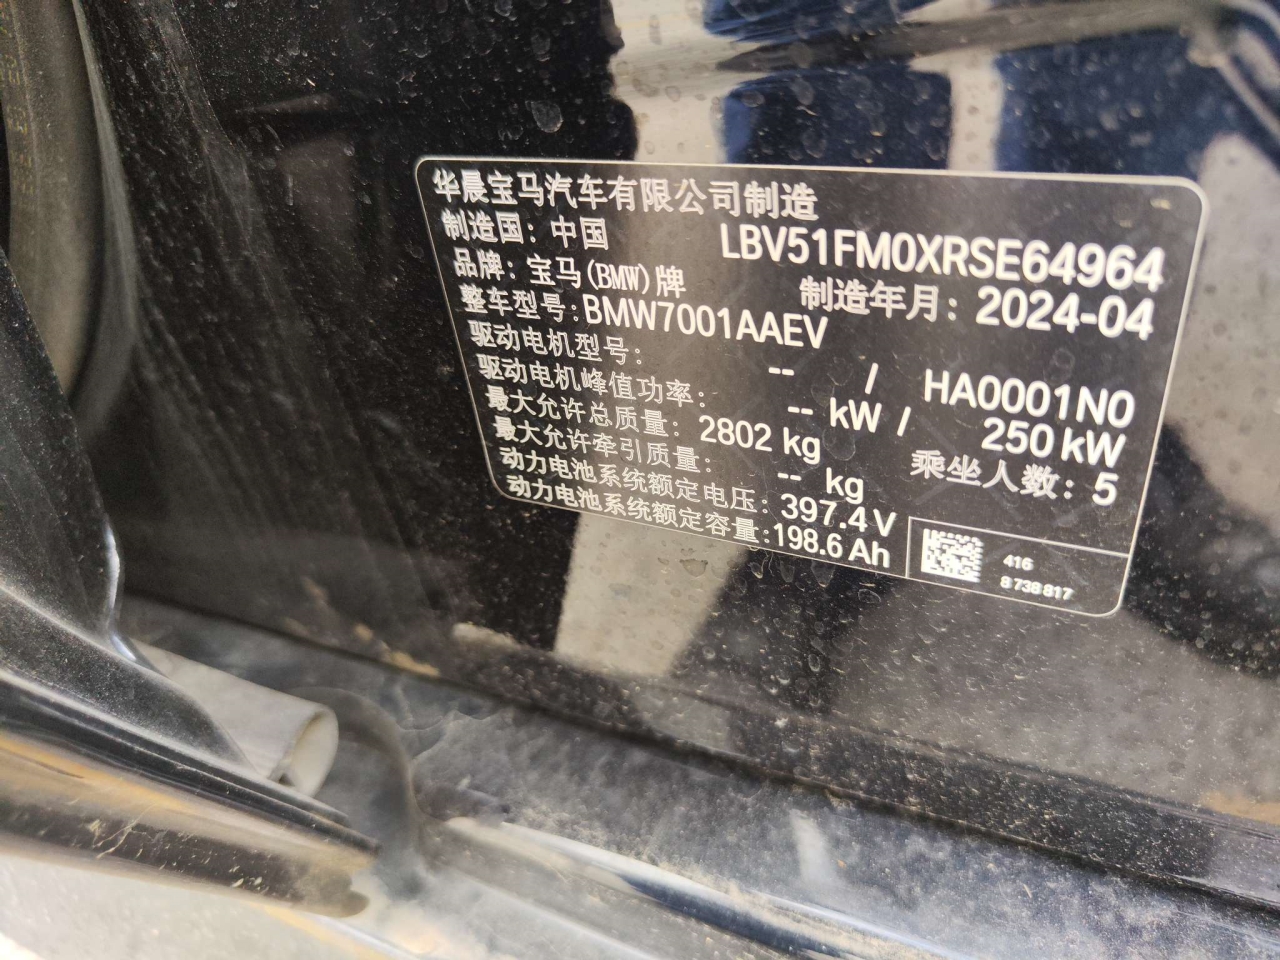 华晨宝马汽车有限公司制造
制造国：中国 LBV51FM0XRSE64964
品牌：宝马(BMW)牌 制造年月：2024-04
整车型号：BMW7001AAEV
驱动电机型号： -- / HA0001N0
驱动电机峰值功率： -- kW / 250 kW
最大允许总质量：2802 kg
最大允许牵引质量： -- kg 乘坐人数：5
动力电池系统额定电压：397.4 V
动力电池系统额定容量：198.6 Ah
416
8 738 817